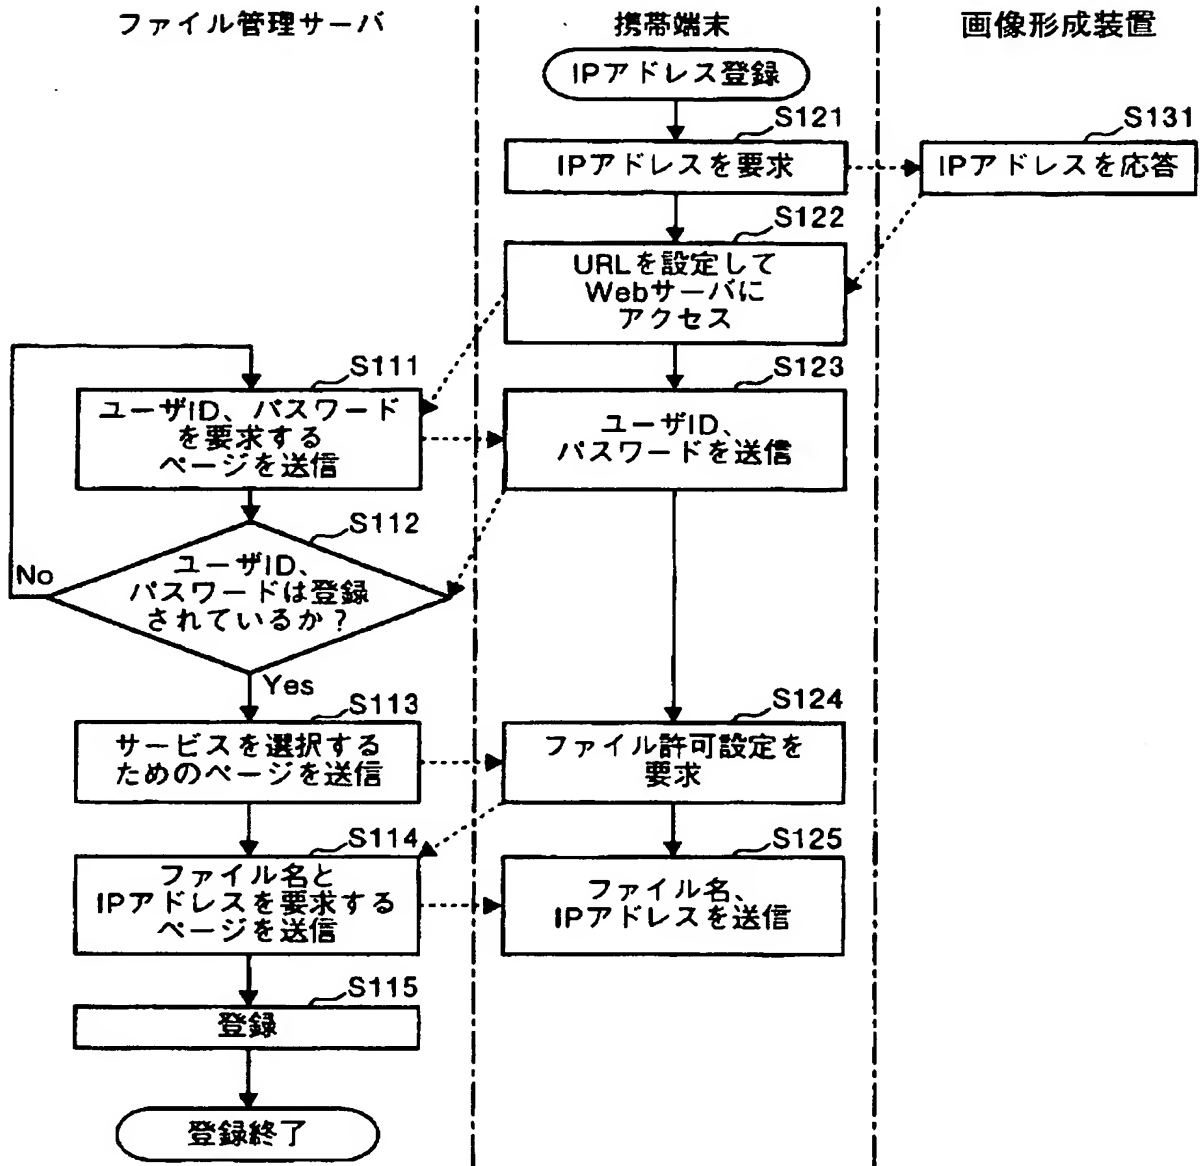 ファイル管理サーバ
携帯端末
画像形成装置
IPアドレス登録
S121
IPアドレスを要求
S131
IPアドレスを応答
S122
URLを設定して
Webサーバに
アクセス
S111
ユーザID、パスワード
を要求する
ページを送信
S123
ユーザID、
パスワードを送信
S112
ユーザID、
パスワードは登録
されているか？
No
Yes
S113
サービスを選択する
ためのページを送信
S124
ファイル許可設定を
要求
S114
ファイル名と
IPアドレスを要求する
ページを送信
S125
ファイル名、
IPアドレスを送信
S115
登録
登録終了